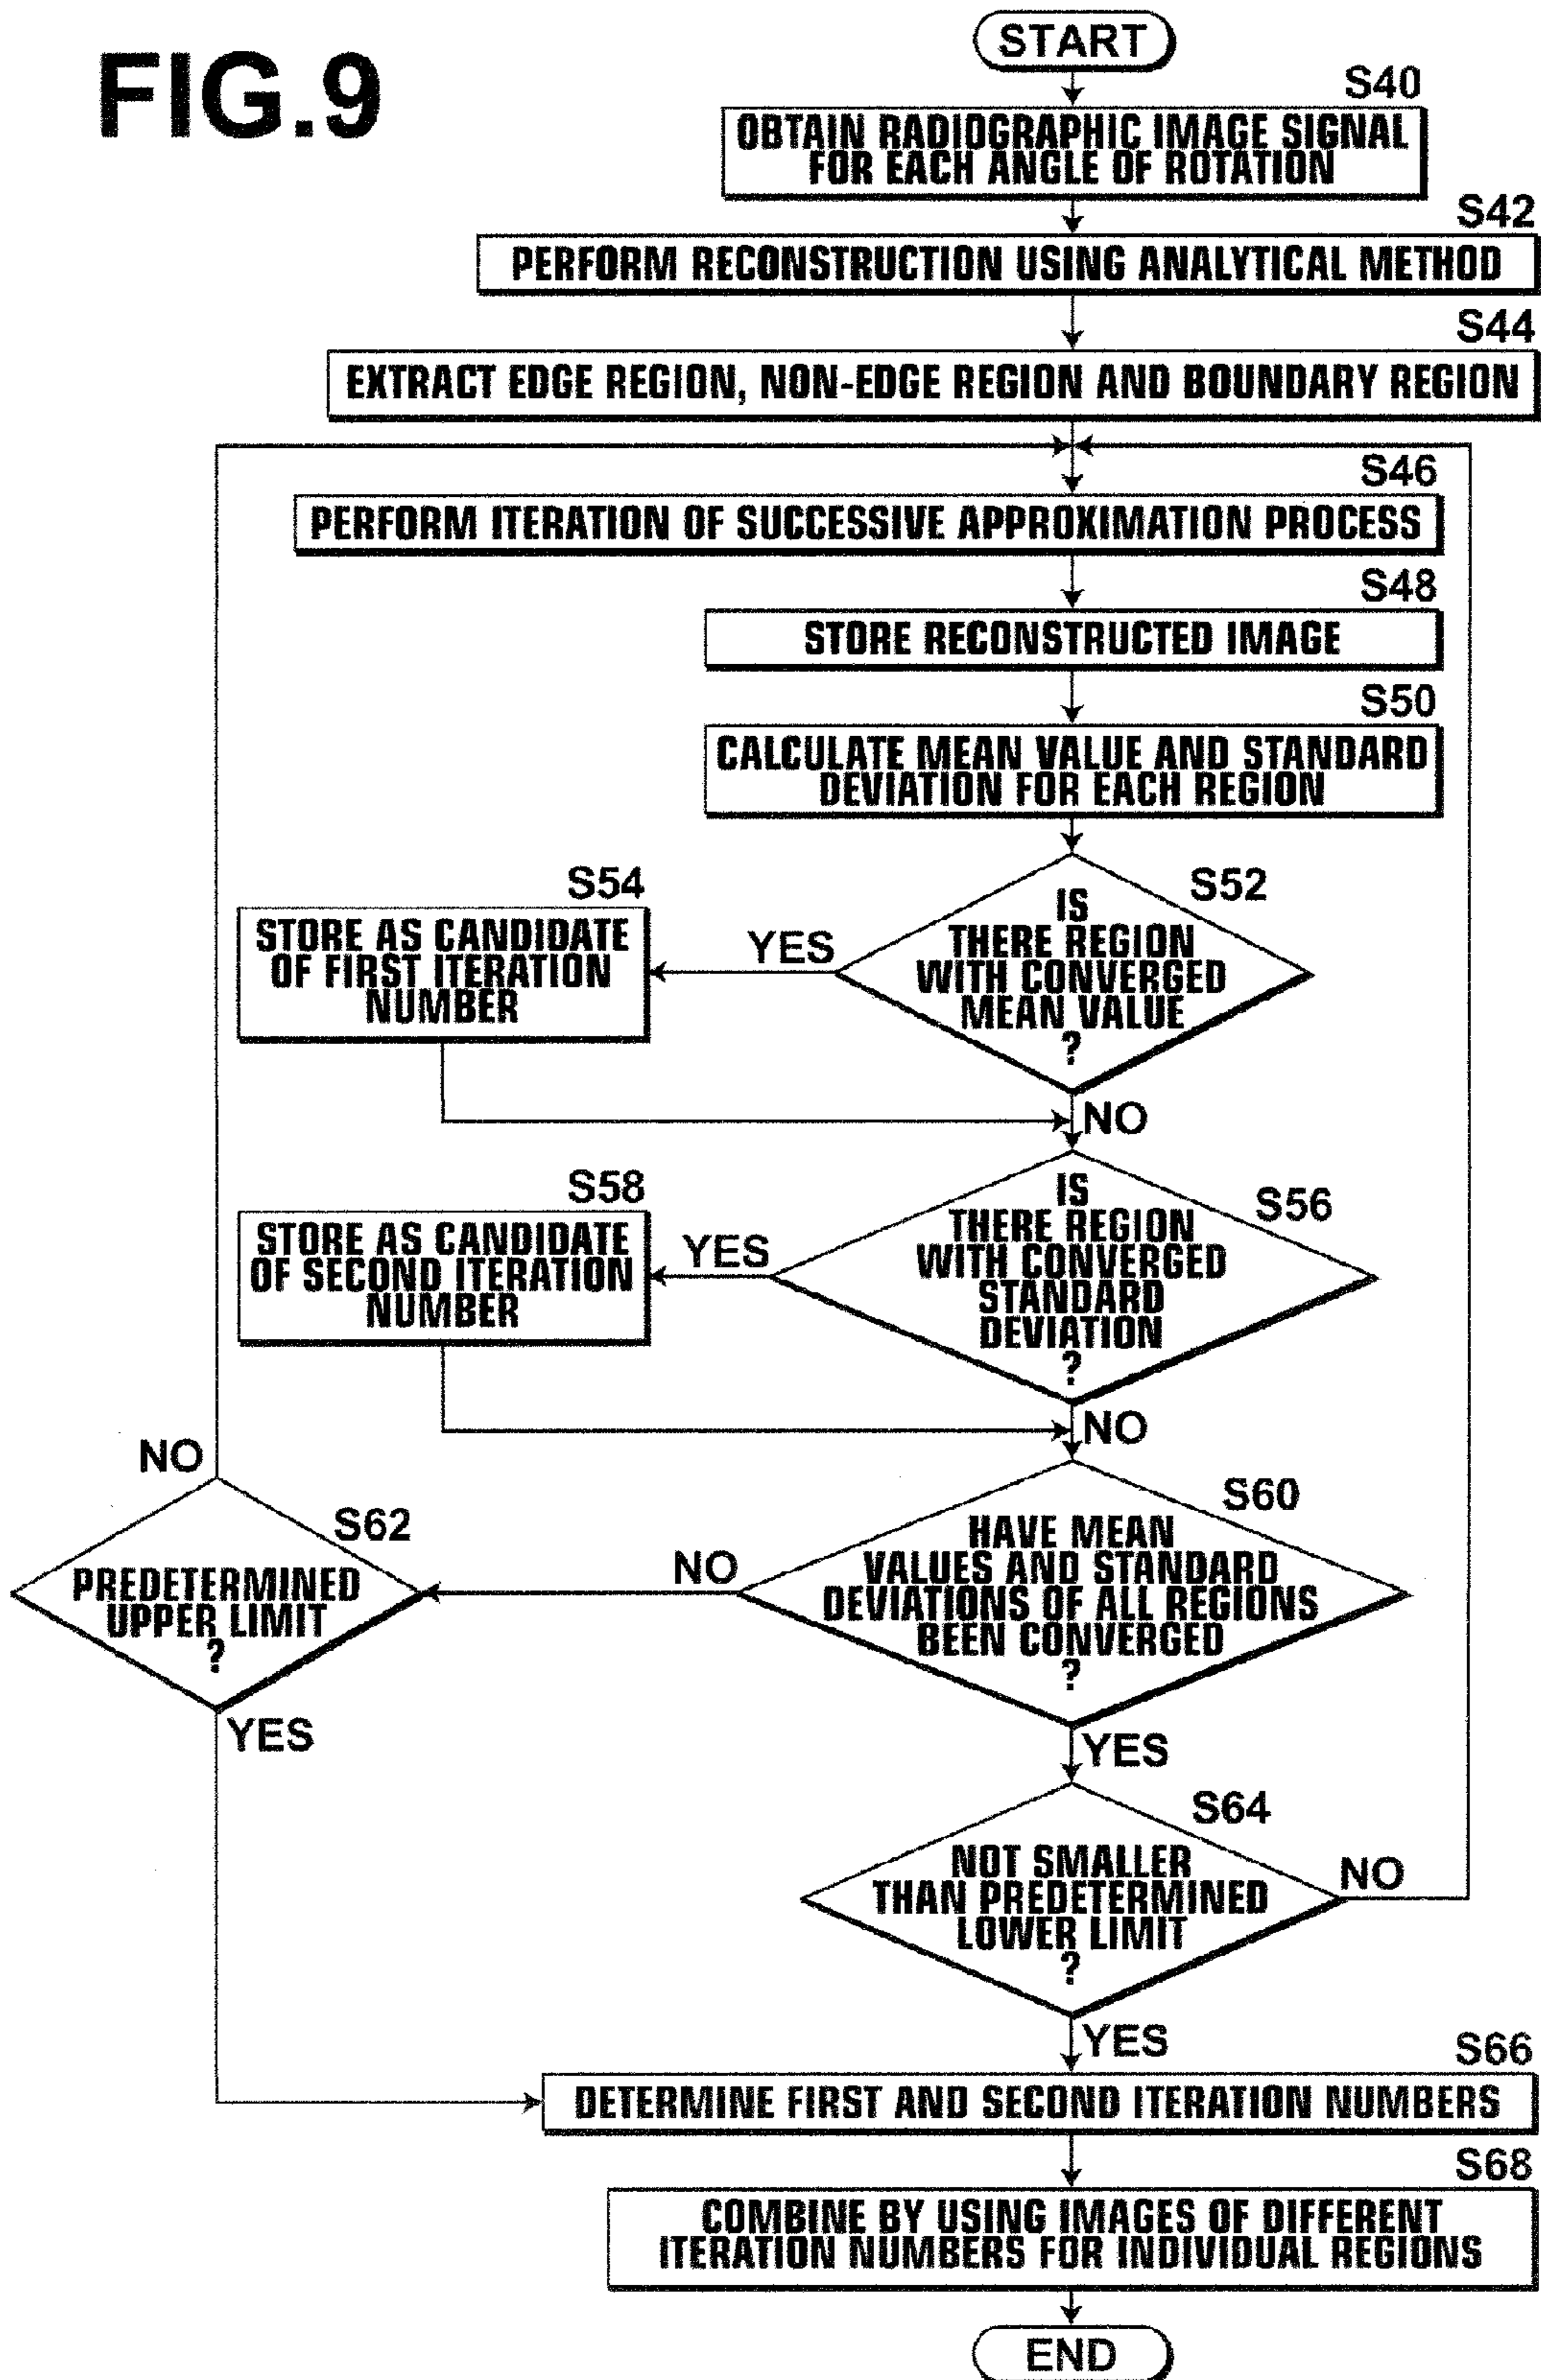 FIG.9
START
S40
OBTAIN RADIOGRAPHIC IMAGE SIGNAL
FOR EACH ANGLE OF ROTATION
S42
PERFORM RECONSTRUCTION USING ANALYTICAL METHOD
S44
EXTRACT EDGE REGION, NON-EDGE REGION AND BOUNDARY REGION
S46
PERFORM ITERATION OF SUCCESSIVE APPROXIMATION PROCESS
S48
STORE RECONSTRUCTED IMAGE
S50
CALCULATE MEAN VALUE AND STANDARD
DEVIATION FOR EACH REGION
S52
IS
THERE REGION
WITH CONVERGED
MEAN VALUE
?
YES
S54
STORE AS CANDIDATE
OF FIRST ITERATION
NUMBER
NO
S56
IS
THERE REGION
WITH CONVERGED
STANDARD
DEVIATION
?
YES
S58
STORE AS CANDIDATE
OF SECOND ITERATION
NUMBER
NO
S60
HAVE MEAN
VALUES AND STANDARD
DEVIATIONS OF ALL REGIONS
BEEN CONVERGED
?
NO
S62
PREDETERMINED
UPPER LIMIT
?
NO
YES
YES
S64
NOT SMALLER
THAN PREDETERMINED
LOWER LIMIT
?
NO
YES
S66
DETERMINE FIRST AND SECOND ITERATION NUMBERS
S68
COMBINE BY USING IMAGES OF DIFFERENT
ITERATION NUMBERS FOR INDIVIDUAL REGIONS
END